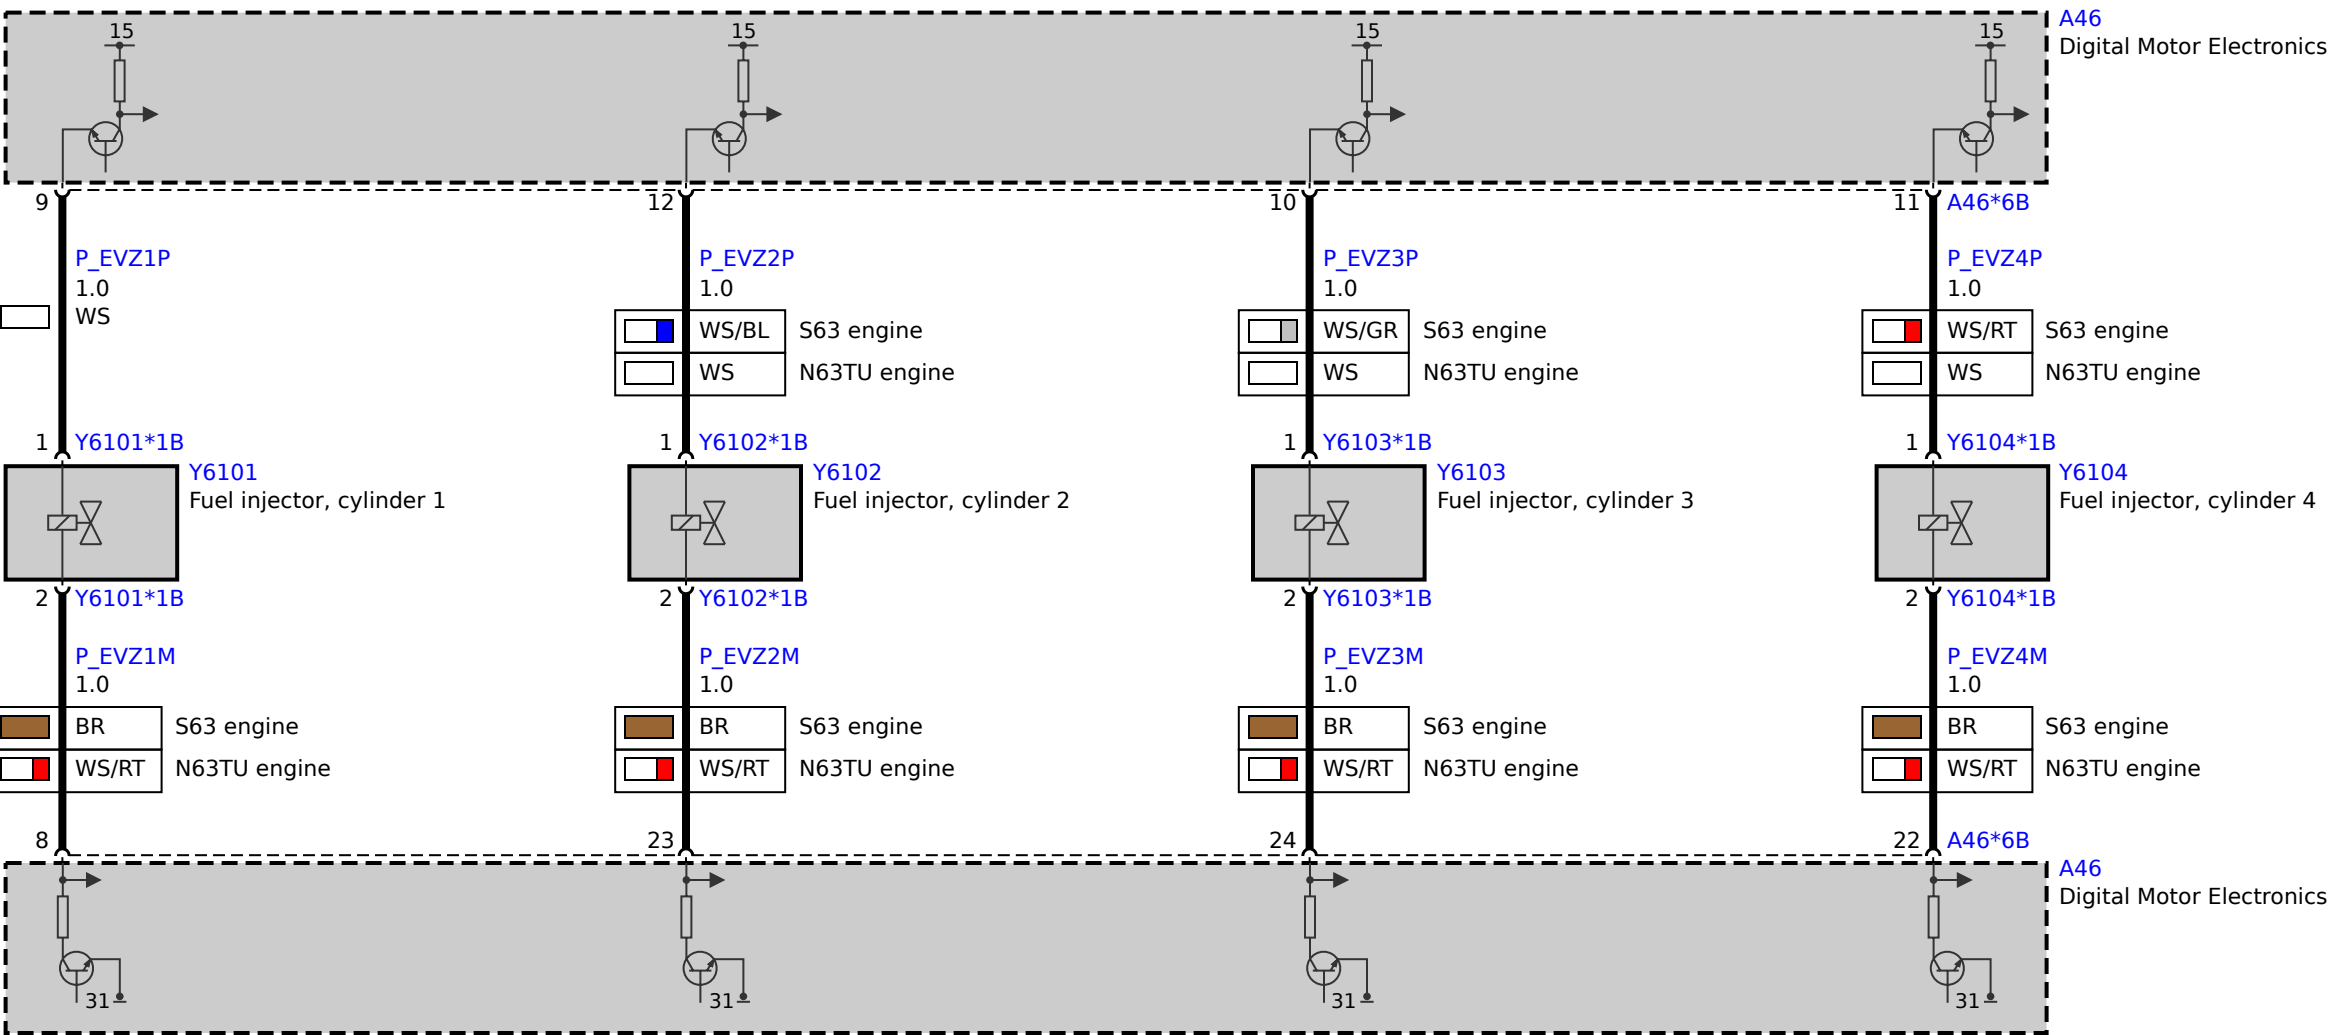 15
15
15
15
A46
Digital Motor Electronics
9
12
10
11
A46*6B
P_EVZ1P
1.0
WS
P_EVZ2P
1.0
WS/BL
S63 engine
WS
N63TU engine
P_EVZ3P
1.0
WS/GR
S63 engine
WS
N63TU engine
P_EVZ4P
1.0
WS/RT
S63 engine
WS
N63TU engine
1
Y6101*1B
1
Y6102*1B
1
Y6103*1B
1
Y6104*1B
Y6101
Fuel injector, cylinder 1
Y6102
Fuel injector, cylinder 2
Y6103
Fuel injector, cylinder 3
Y6104
Fuel injector, cylinder 4
2
Y6101*1B
2
Y6102*1B
2
Y6103*1B
2
Y6104*1B
P_EVZ1M
1.0
BR
S63 engine
WS/RT
N63TU engine
P_EVZ2M
1.0
BR
S63 engine
WS/RT
N63TU engine
P_EVZ3M
1.0
BR
S63 engine
WS/RT
N63TU engine
P_EVZ4M
1.0
BR
S63 engine
WS/RT
N63TU engine
8
23
24
22
A46*6B
A46
Digital Motor Electronics
31
31
31
31